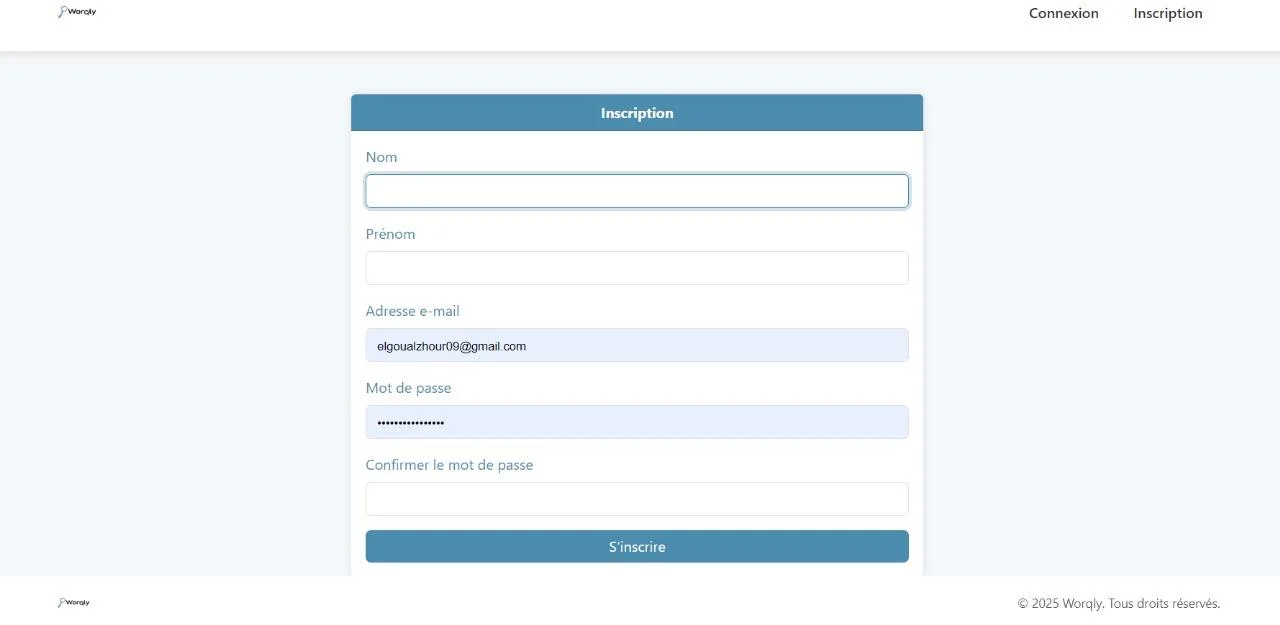 Worqly
Connexion Inscription
Inscription
Nom
Prénom
Adresse e-mail
elgoualzhour09@gmail.com
Mot de passe
••••••••••••••••
Confirmer le mot de passe
S'inscrire
Worqly
© 2025 Worqly. Tous droits réservés.